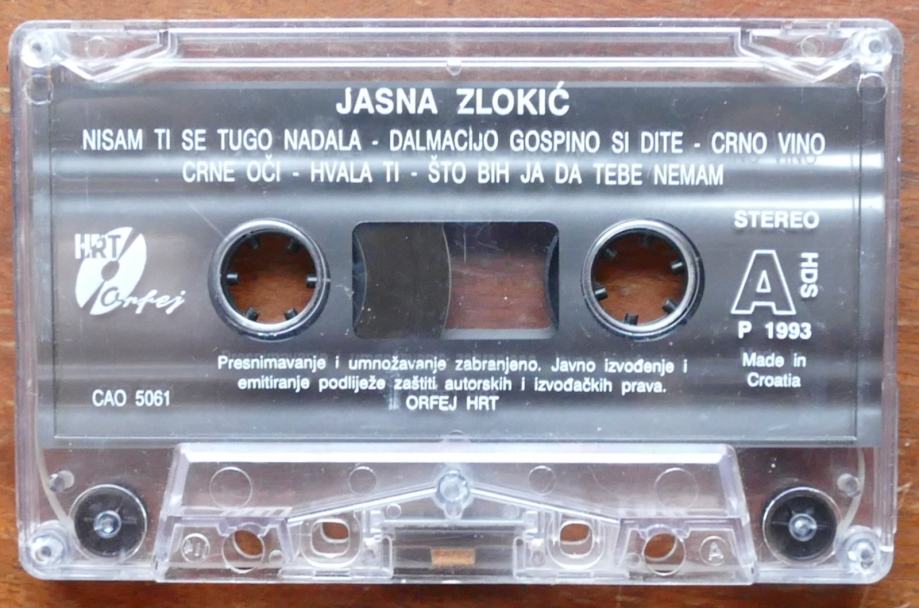 JASNA ZLOKIĆ
NISAM TI SE TUGO NADALA - DALMACIJO GOSPINO SI DITE - CRNO VINO
CRNE OČI - HVALA TI - ŠTO BIH JA DA TEBE NEMAM
STEREO
HRT
Orfej
A HDS
P 1993
Presnimavanje i umnožavanje zabranjeno. Javno izvođenje i
emitiranje podliježe zaštiti autorskih i izvođačkih prava.
ORFEJ HRT
Made in
Croatia
CAO 5061
A